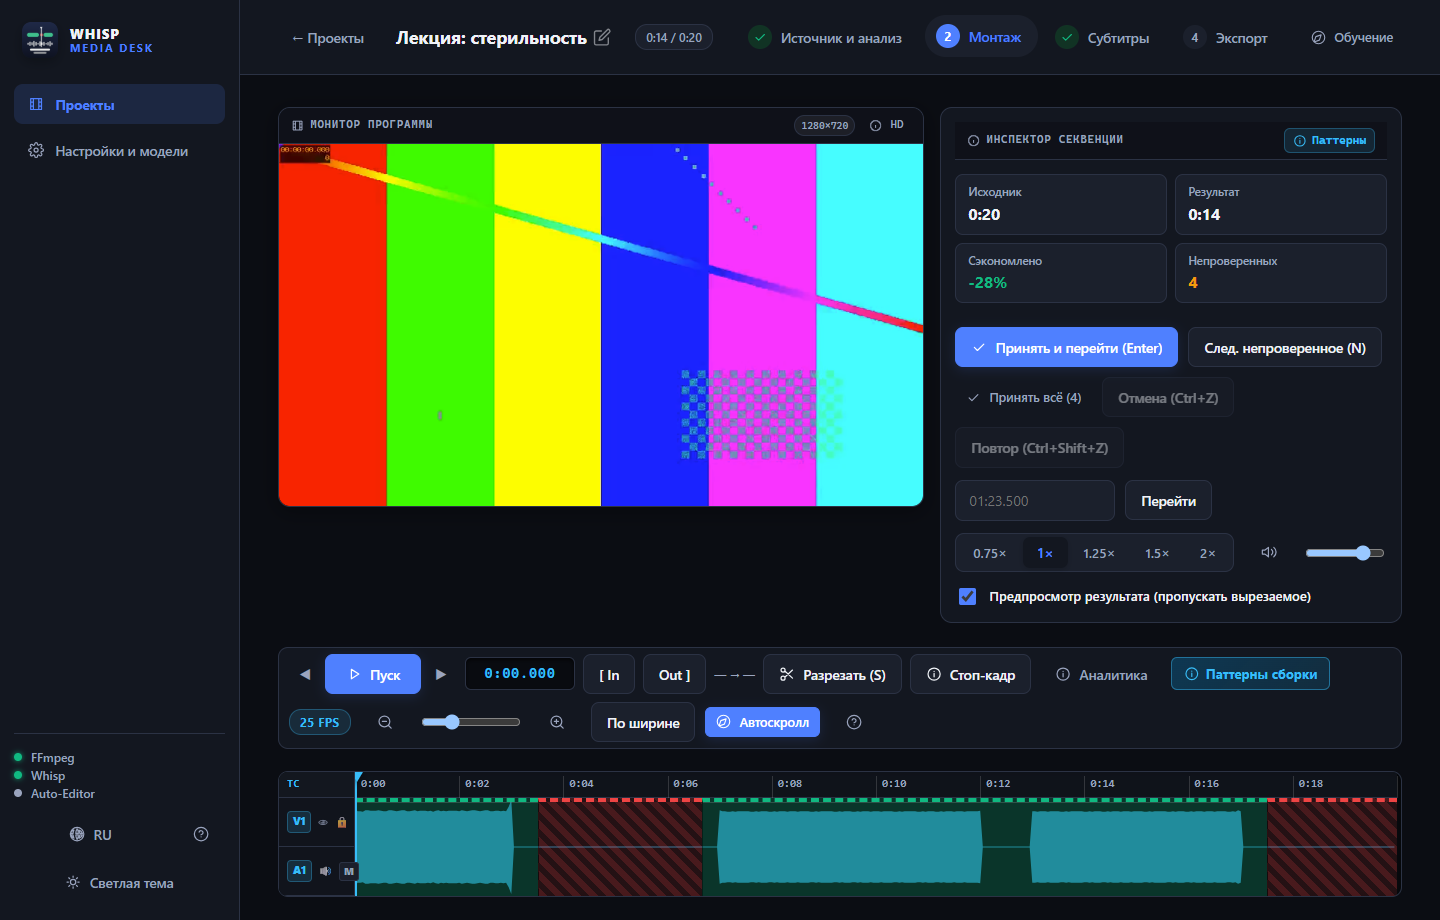 WHISP
MEDIA DESK
Проекты
Настройки и модели
FFmpeg
Whisp
Auto-Editor
RU
Светлая тема
← Проекты
Лекция: стерильность
0:14 / 0:20
Источник и анализ
2 Монтаж
Субтитры
4 Экспорт
Обучение
МОНИТОР ПРОГРАММЫ
1280×720
HD
00:00:00.000
0
ИНСПЕКТОР СЕКВЕНЦИИ
Паттерны
Исходник
0:20
Результат
0:14
Сэкономлено
-28%
Непроверенных
4
Принять и перейти (Enter)
След. непроверенное (N)
Принять всё (4)
Отмена (Ctrl+Z)
Повтор (Ctrl+Shift+Z)
01:23.500
Перейти
0.75× 1× 1.25× 1.5× 2×
Предпросмотр результата (пропускать вырезаемое)
Пуск
0:00.000
[ In
Out ]
—→—
Разрезать (S)
Стоп-кадр
Аналитика
Паттерны сборки
25 FPS
По ширине
Автоскролл
TC 0:00 0:02 0:04 0:06 0:08 0:10 0:12 0:14 0:16 0:18
V1
A1 M